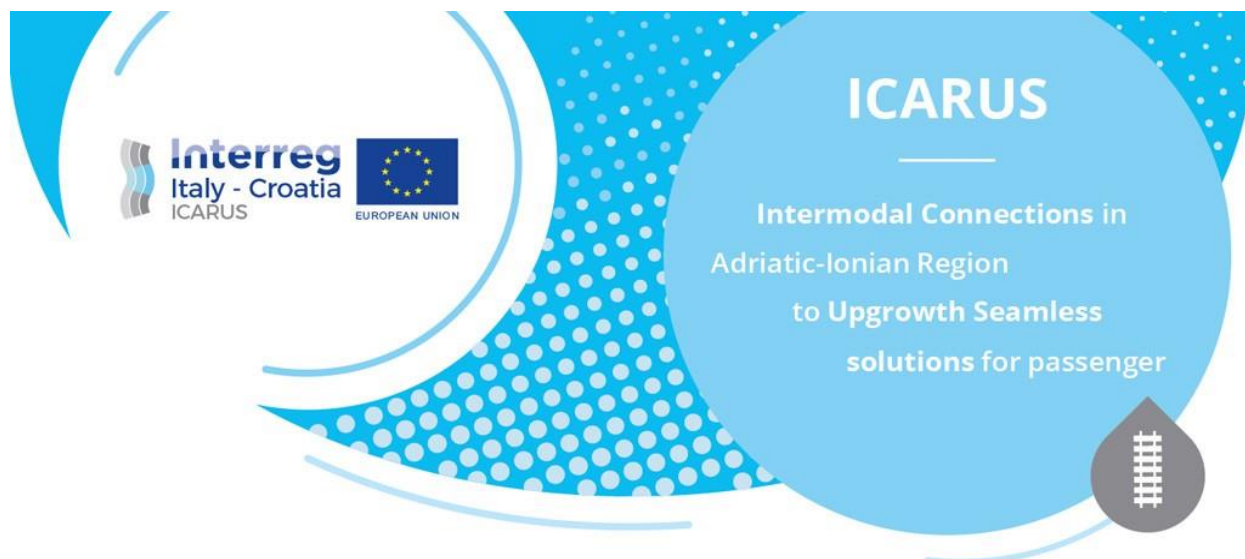 Interreg
Italy - Croatia
ICARUS
EUROPEAN UNION
ICARUS
Intermodal Connections in
Adriatic-Ionian Region
to Upgrowth Seamless
solutions for passenger